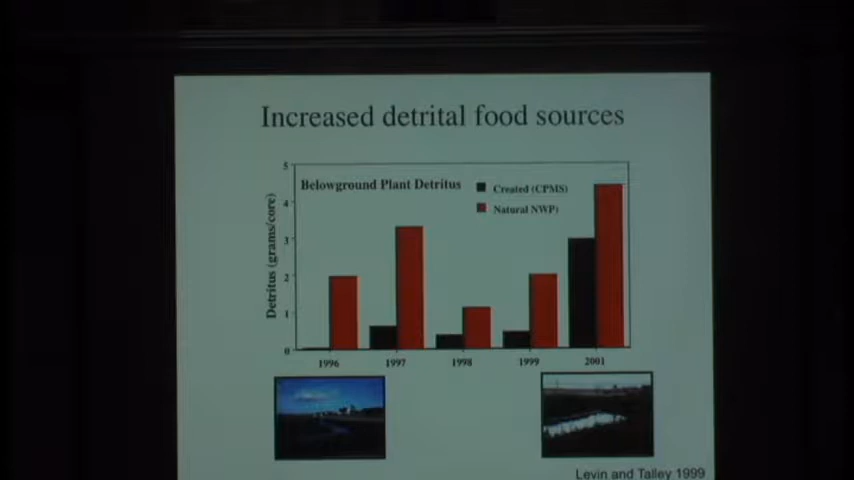 Increased detrital food sources
5
Belowground Plant Detritus
Created (CPMS)
Natural NWP)
4
3
2
1
0
Detritus (grams/core)
1996 1997 1998 1999 2001
Levin and Talley 1999